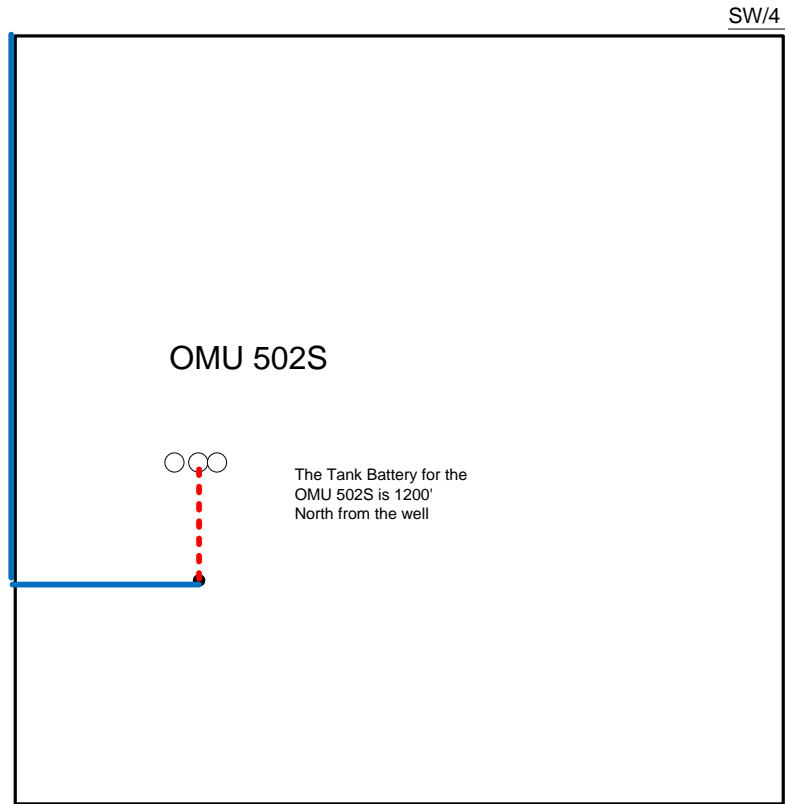 SW/4
OMU 502S
The Tank Battery for the
OMU 502S is 1200'
North from the well